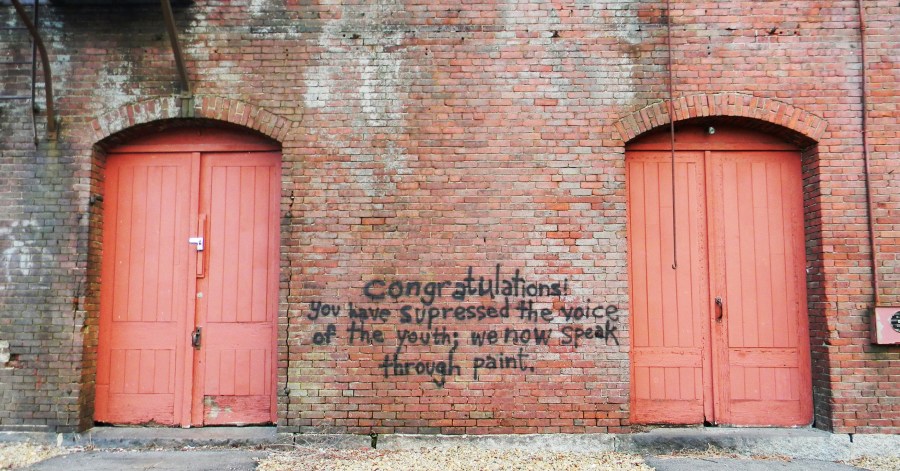 Congratulations!
you have supressed the voice
of the youth; we now speak
through paint.